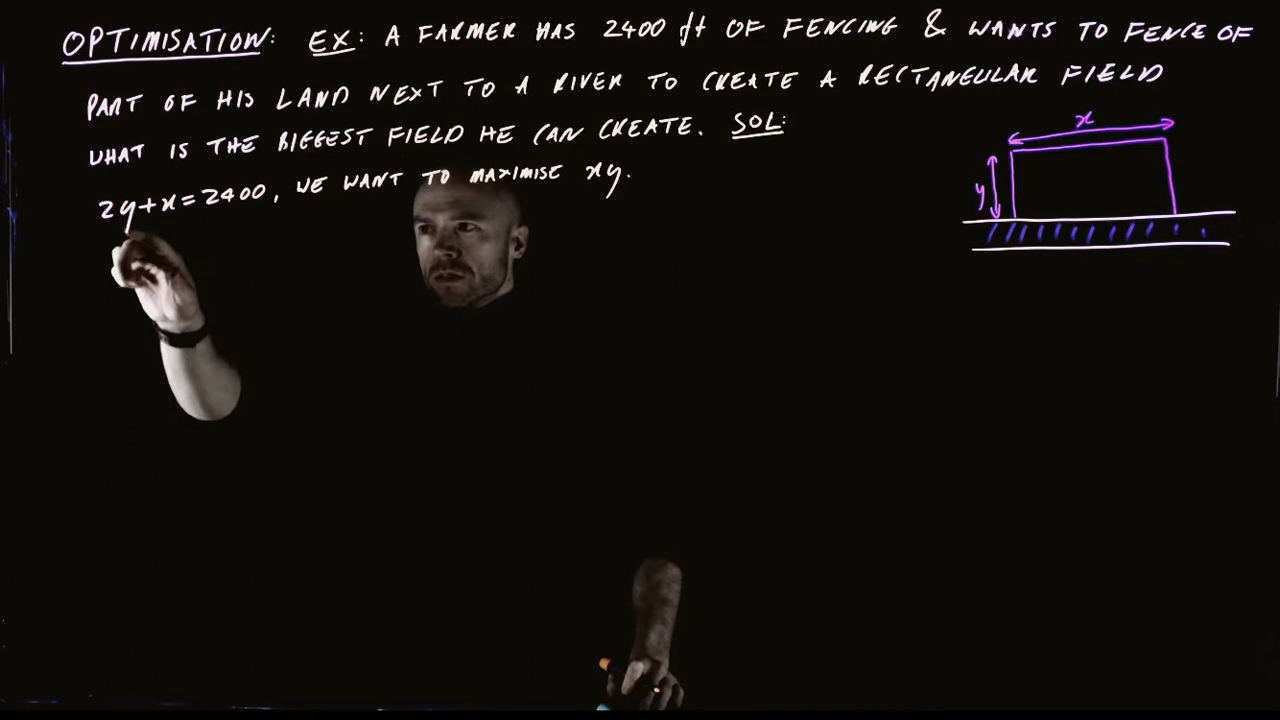 OPTIMISATION: EX: A FARMER HAS 2400 ft OF FENCING & WANTS TO FENCE OF
PART OF HIS LAND NEXT TO A RIVER TO CREATE A RECTANGULAR FIELD
WHAT IS THE BIGGEST FIELD HE CAN CREATE. SOL:
2y+x=2400, WE WANT TO MAXIMISE xy.
x
y